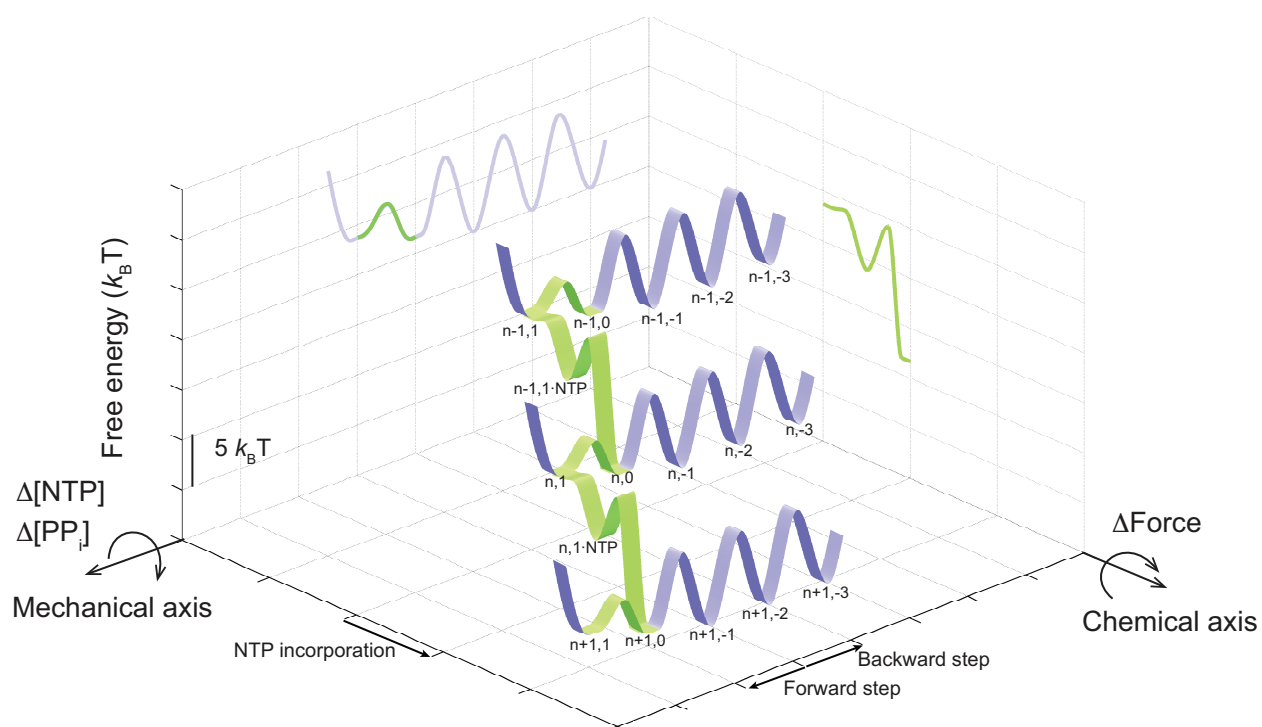 Free energy (kBT)
5 kBT
Δ[NTP]
Δ[PPi]
Mechanical axis
NTP incorporation
n-1,1
n-1,0
n-1,-1
n-1,-2
n-1,-3
n-1,1·NTP
n,1
n,0
n,-1
n,-2
n,-3
n,1·NTP
n+1,1
n+1,0
n+1,-1
n+1,-2
n+1,-3
Backward step
Forward step
ΔForce
Chemical axis